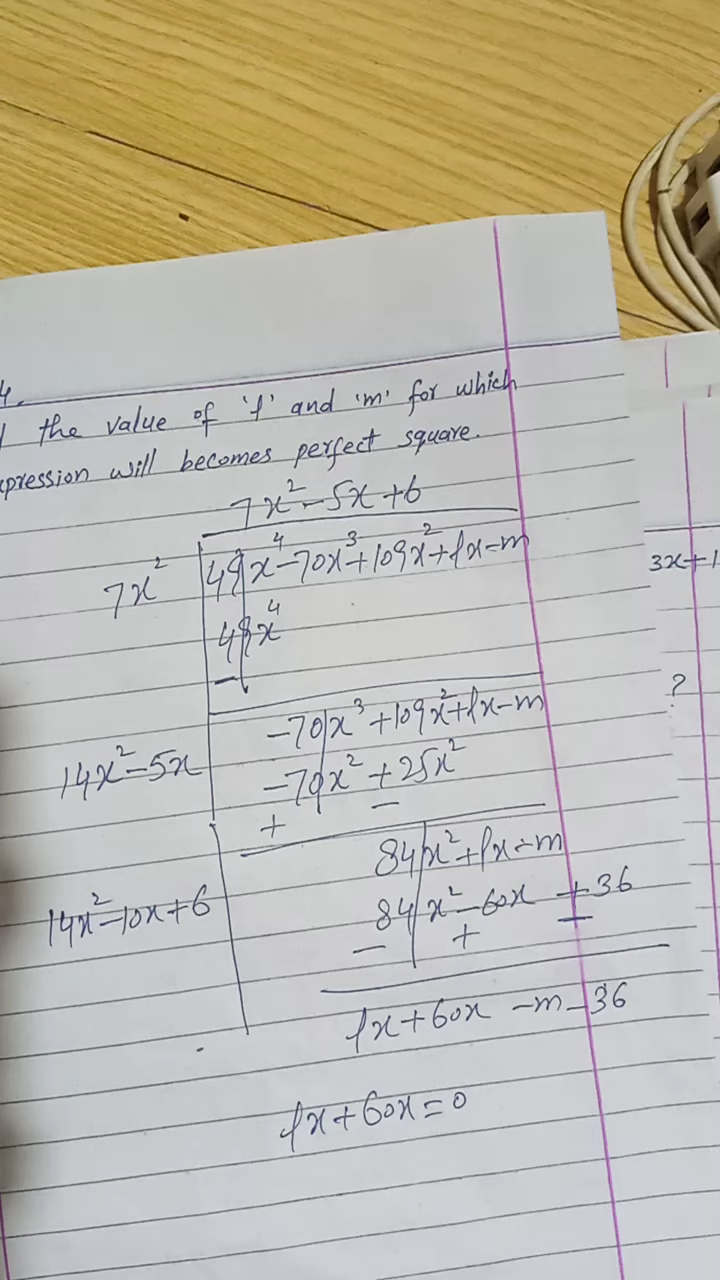 4.
the value of 'l' and 'm' for which
pression will becomes perfect square.
7x² - 5x + 6
7x² 49x⁴ - 70x³ + 109x² + lx - m
49x⁴
-
-70x³ + 109x² + lx - m
14x² - 5x -70x² + 25x²
+ -
84x² + lx - m
14x² - 10x + 6 84x² - 60x + 36
- + -
lx + 60x - m - 36
lx + 60x = 0
3x+1
?